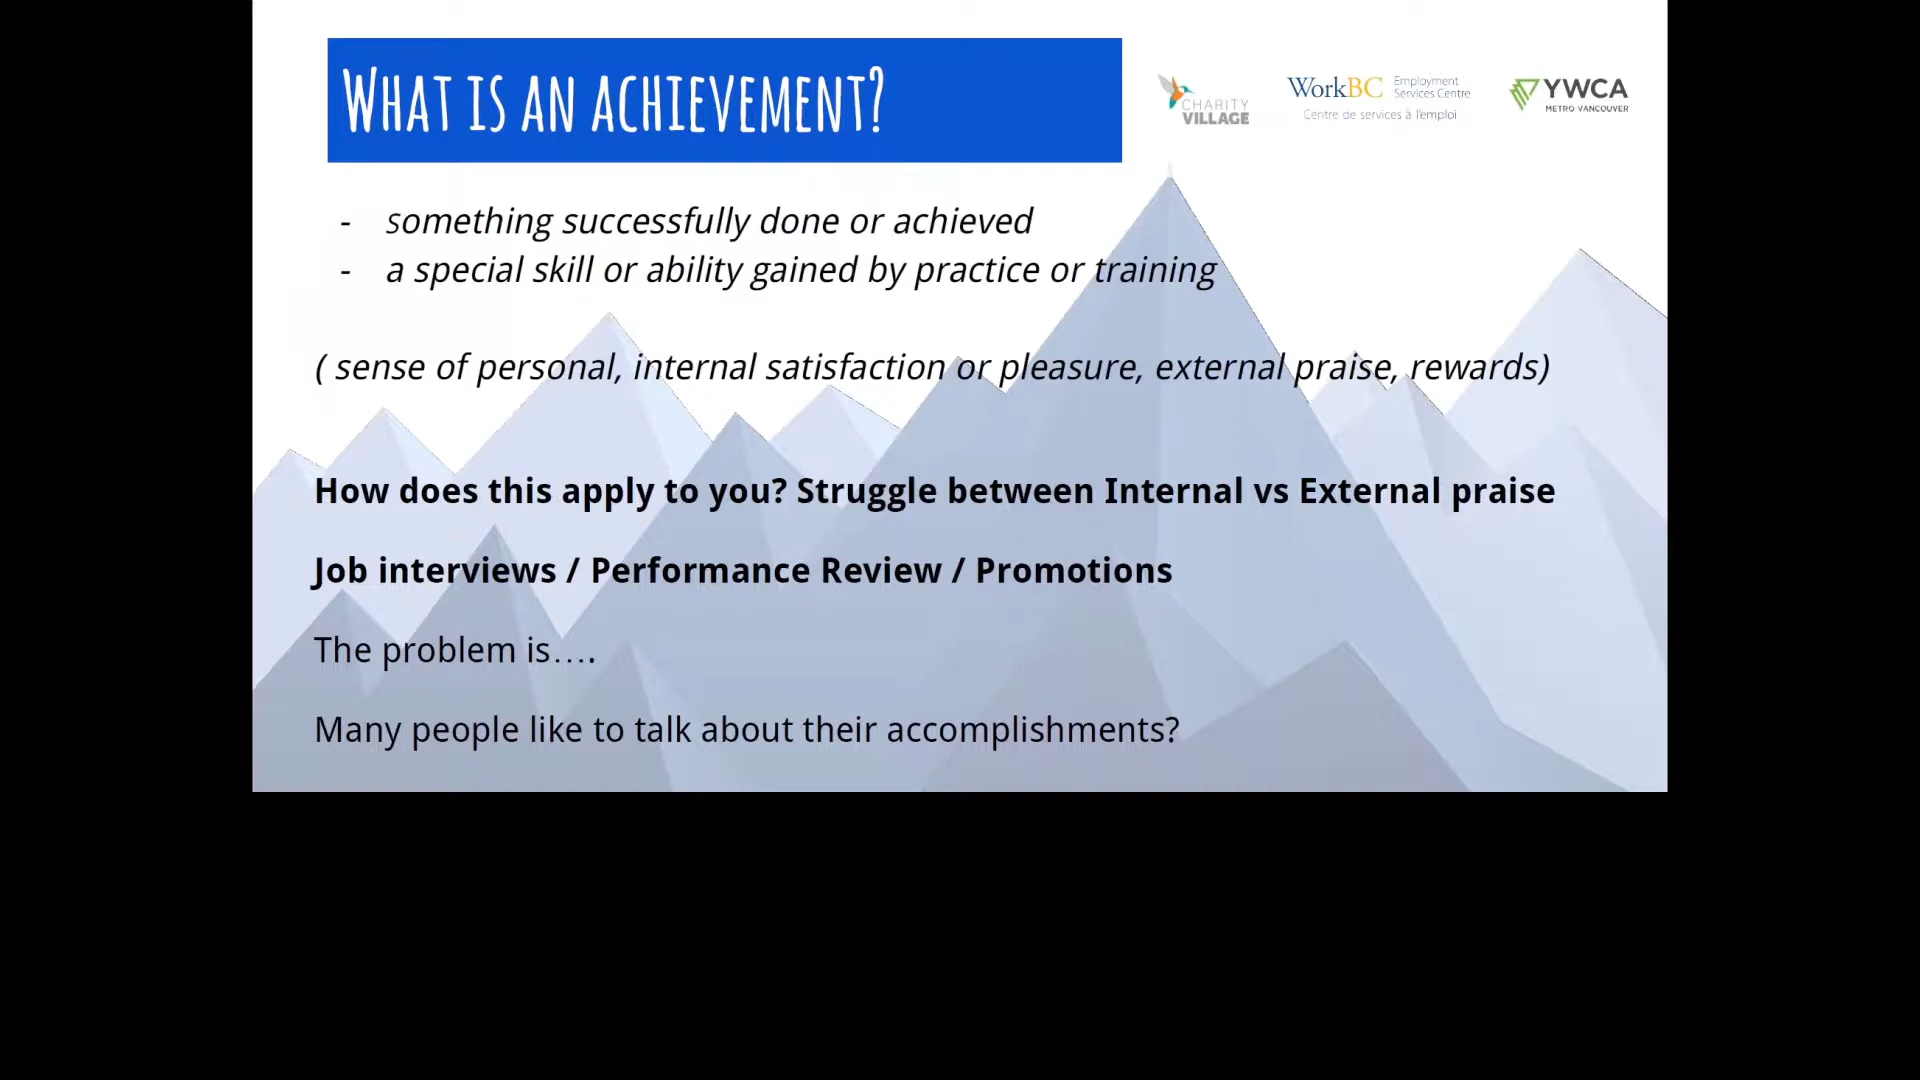 What is an achievement?
CHARITY
VILLAGE
WorkBC Employment
Services Centre
Centre de services à l'emploi
YWCA
METRO VANCOUVER
- something successfully done or achieved
- a special skill or ability gained by practice or training
( sense of personal, internal satisfaction or pleasure, external praise, rewards)
How does this apply to you? Struggle between Internal vs External praise
Job interviews / Performance Review / Promotions
The problem is….
Many people like to talk about their accomplishments?